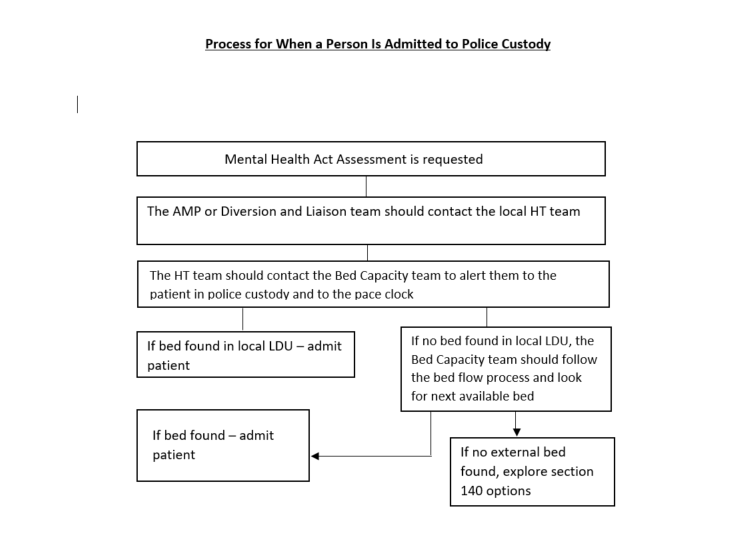 Process for When a Person Is Admitted to Police Custody
Mental Health Act Assessment is requested
The AMP or Diversion and Liaison team should contact the local HT team
The HT team should contact the Bed Capacity team to alert them to the
patient in police custody and to the pace clock
If bed found in local LDU – admit
patient
If no bed found in local LDU, the
Bed Capacity team should follow
the bed flow process and look
for next available bed
If bed found – admit
patient
If no external bed
found, explore section
140 options